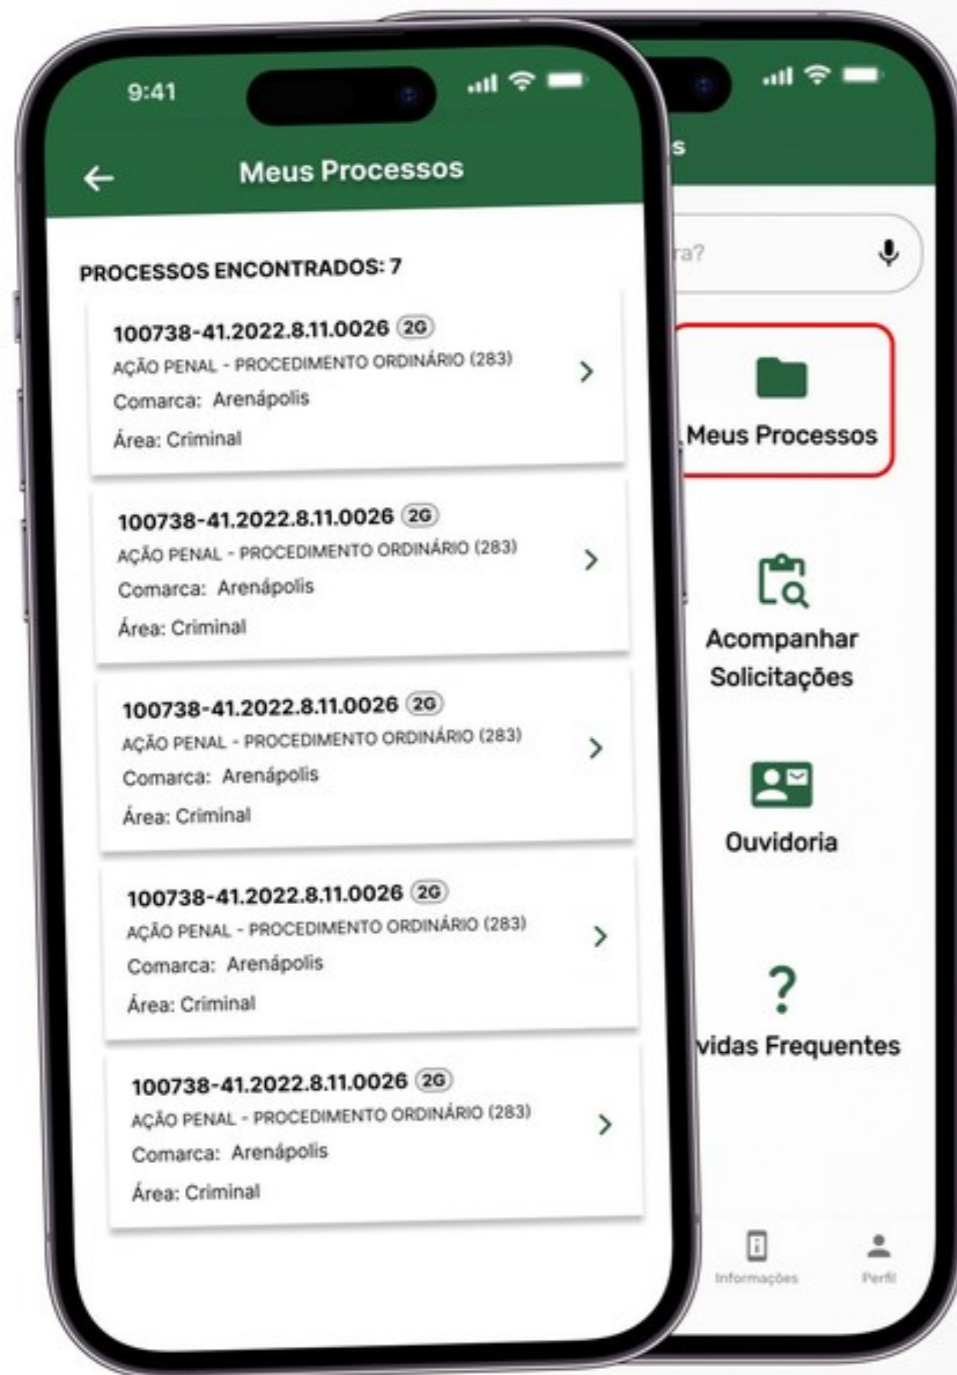 9:41
Meus Processos
PROCESSOS ENCONTRADOS: 7
100738-41.2022.8.11.0026 2G
AÇÃO PENAL - PROCEDIMENTO ORDINÁRIO (283)
Comarca: Arenápolis
Área: Criminal
100738-41.2022.8.11.0026 2G
AÇÃO PENAL - PROCEDIMENTO ORDINÁRIO (283)
Comarca: Arenápolis
Área: Criminal
100738-41.2022.8.11.0026 2G
AÇÃO PENAL - PROCEDIMENTO ORDINÁRIO (283)
Comarca: Arenápolis
Área: Criminal
100738-41.2022.8.11.0026 2G
AÇÃO PENAL - PROCEDIMENTO ORDINÁRIO (283)
Comarca: Arenápolis
Área: Criminal
100738-41.2022.8.11.0026 2G
AÇÃO PENAL - PROCEDIMENTO ORDINÁRIO (283)
Comarca: Arenápolis
Área: Criminal
s
ra?
Meus Processos
Acompanhar
Solicitações
Ouvidoria
?
vidas Frequentes
Informações
Perfil